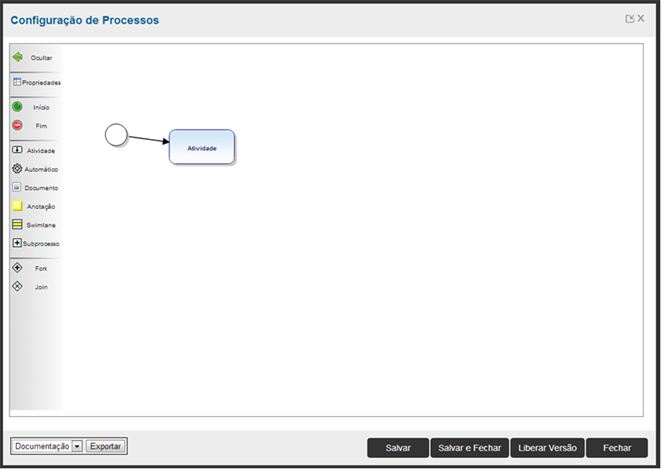 Configuração de Processos
Ocultar
Propriedades
Início
Fim
Atividade
Automático
Documento
Anotação
Swimlane
Subprocesso
Fork
Join
Atividade
Documentação Exportar Salvar Salvar e Fechar Liberar Versão Fechar